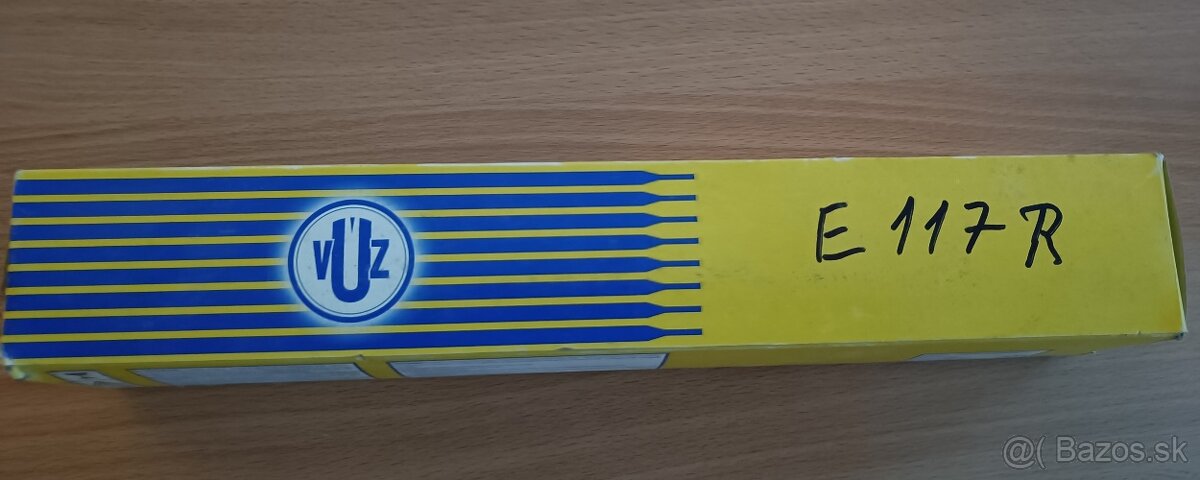 VÚZ
E 117 R
@( Bazos.sk